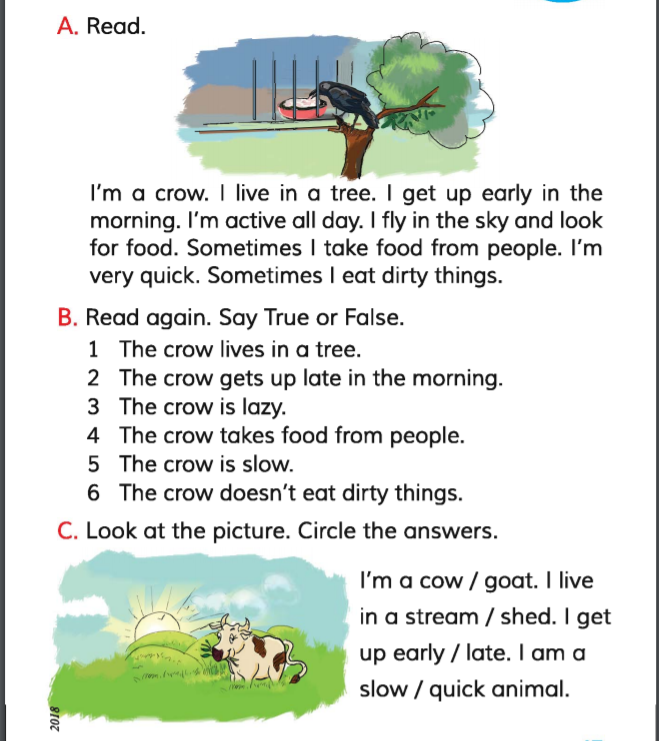 A. Read.
I'm a crow. I live in a tree. I get up early in the
morning. I'm active all day. I fly in the sky and look
for food. Sometimes I take food from people. I'm
very quick. Sometimes I eat dirty things.
B. Read again. Say True or False.
1 The crow lives in a tree.
2 The crow gets up late in the morning.
3 The crow is lazy.
4 The crow takes food from people.
5 The crow is slow.
6 The crow doesn't eat dirty things.
C. Look at the picture. Circle the answers.
I'm a cow / goat. I live
in a stream / shed. I get
up early / late. I am a
slow / quick animal.
2018